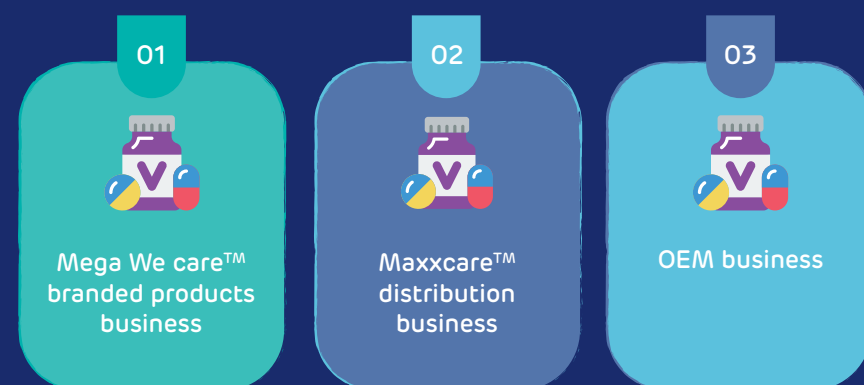 01
Mega We care™
branded products
business
V
02
Maxxcare™
distribution
business
V
03
OEM business
V